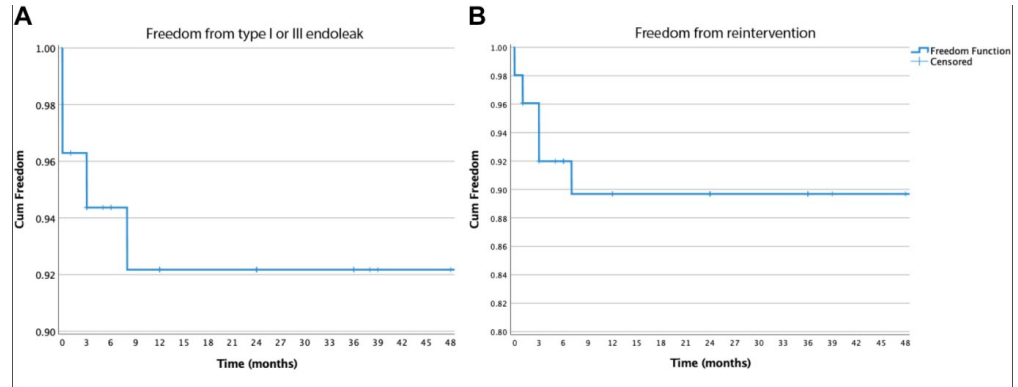 A
Freedom from type I or III endoleak
Cum Freedom
1.00
0.98
0.96
0.94
0.92
0.90
0 3 6 9 12 15 18 21 24 27 30 33 36 39 42 45 48
Time (months)
B
Freedom from reintervention
Cum Freedom
1.00
0.98
0.96
0.94
0.92
0.90
0.88
0.86
0.84
0.82
0.80
0 3 6 9 12 15 18 21 24 27 30 33 36 39 42 45 48
Time (months)
Freedom Function
Censored